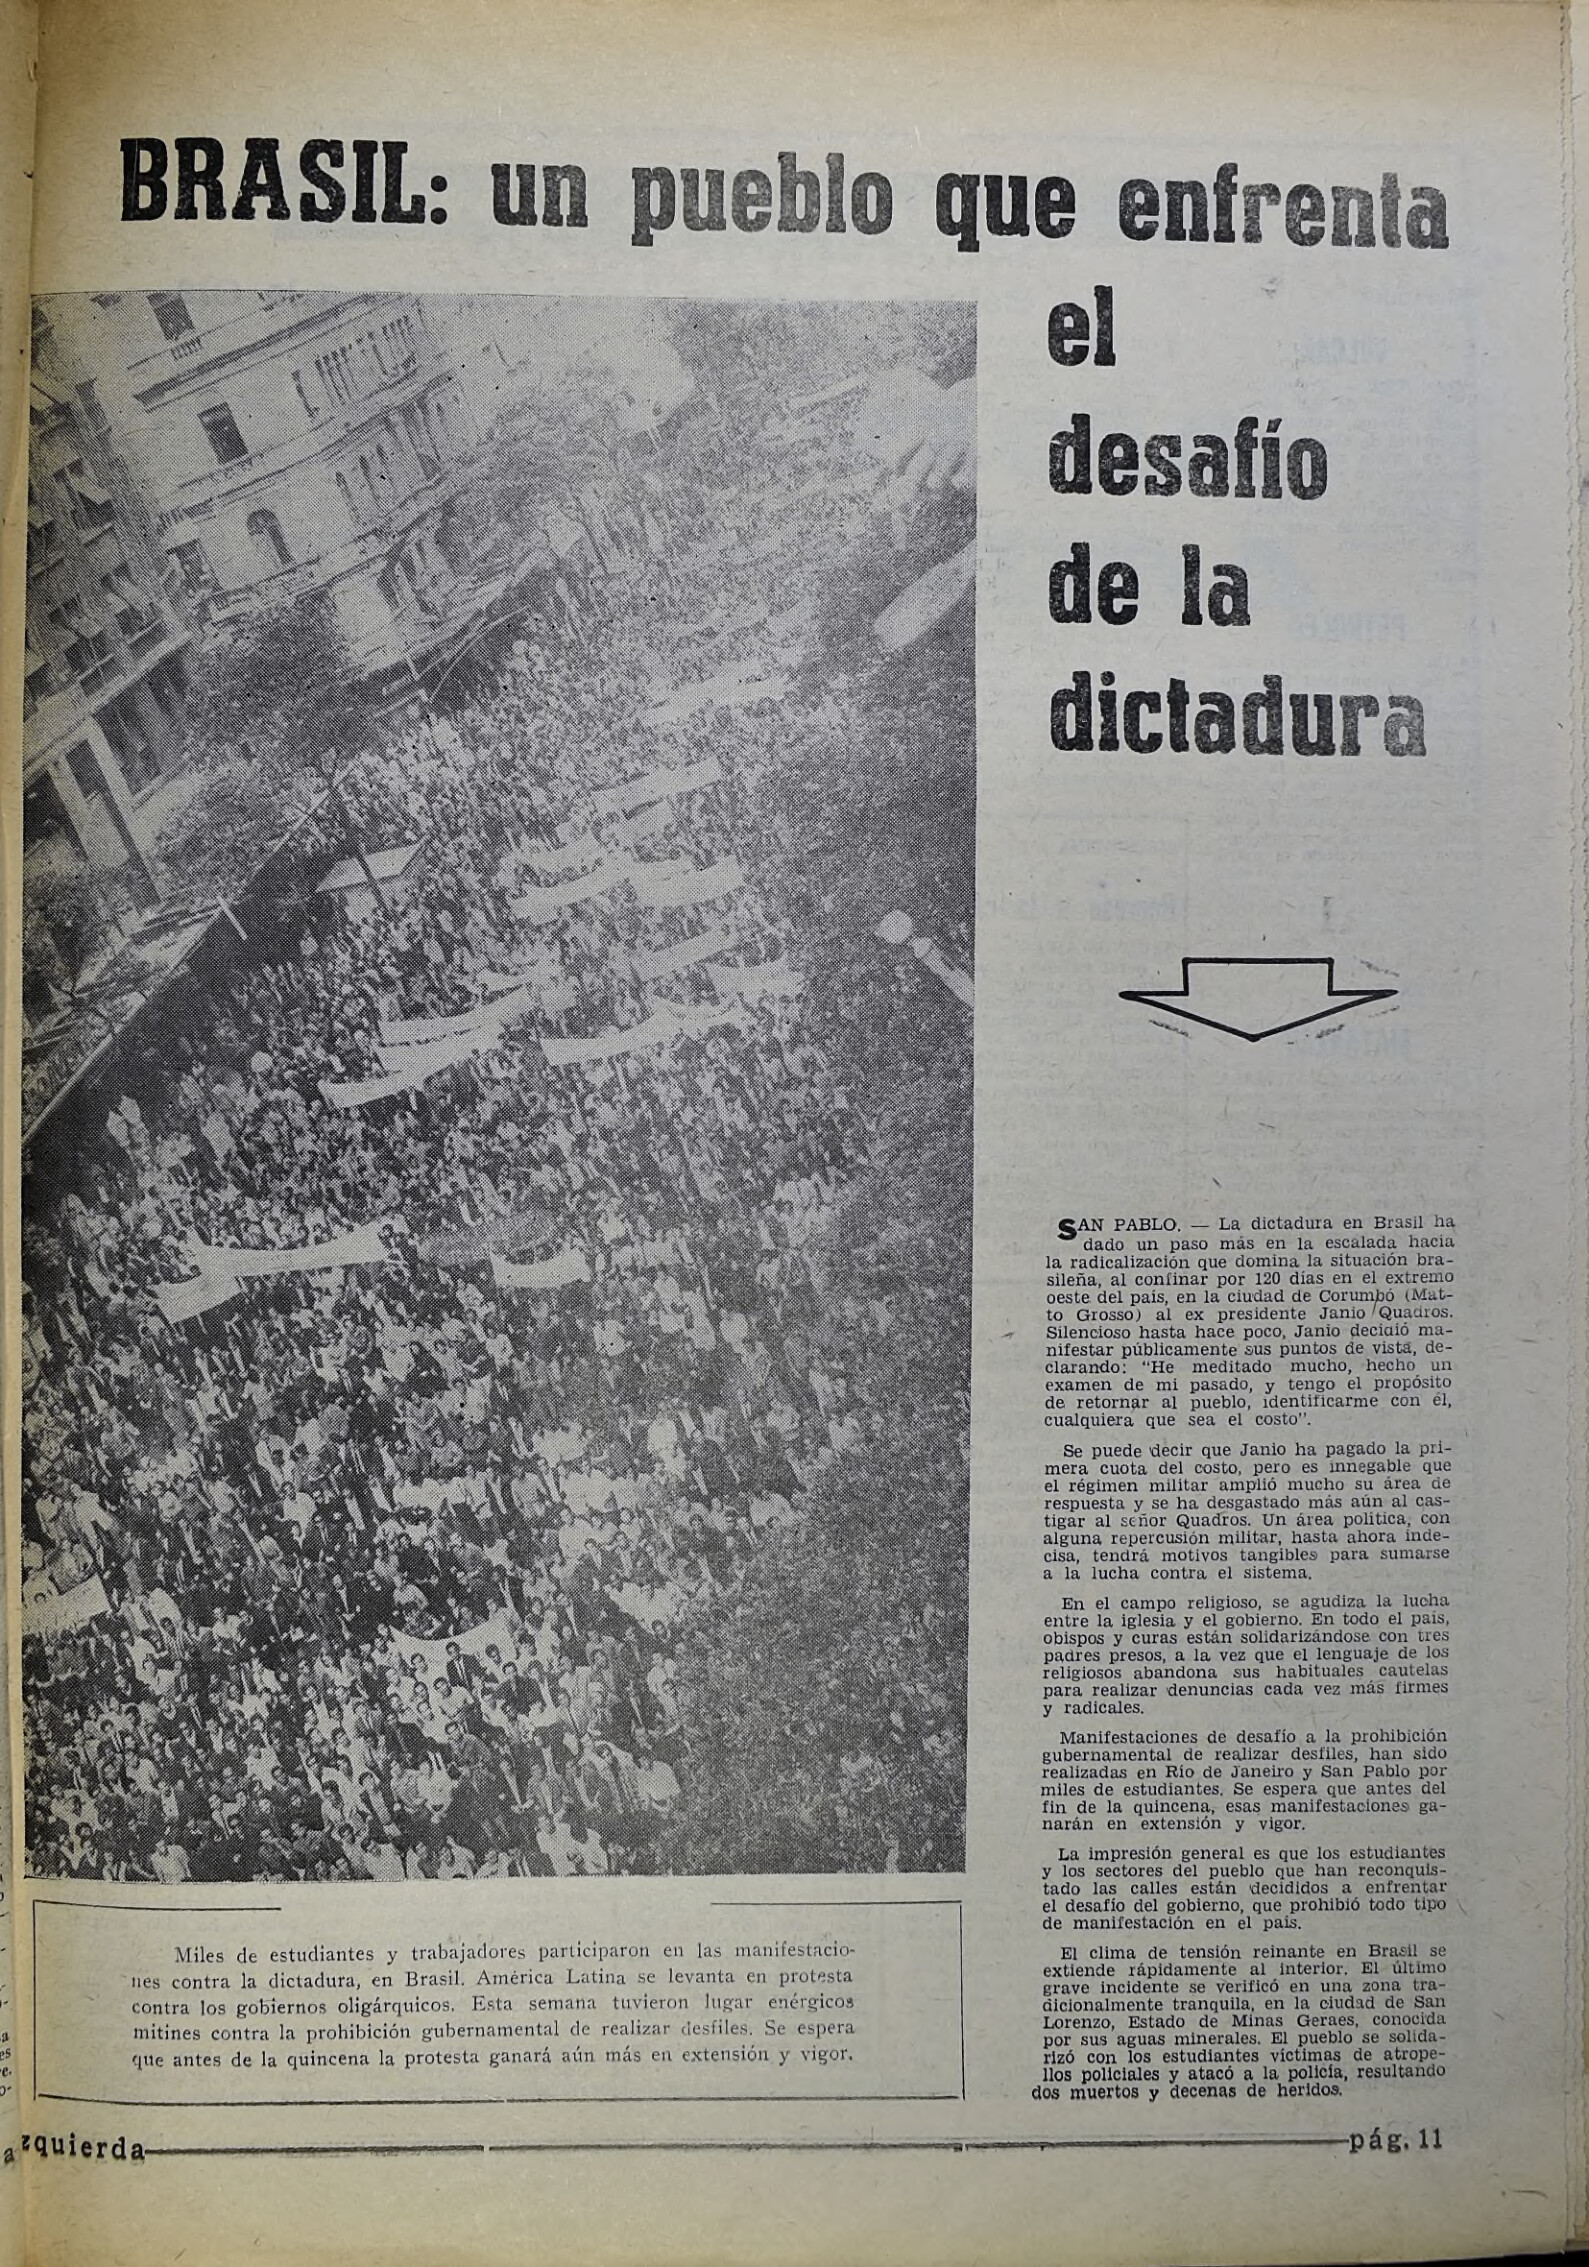 BRASIL: un pueblo que enfrenta
el
desafío
de la
dictadura
SAN PABLO. — La dictadura en Brasil ha
dado un paso más en la escalada hacia
la radicalización que domina la situación bra-
sileña, al confinar por 120 días en el extremo
oeste del país, en la ciudad de Corumbó (Mat-
to Grosso) al ex presidente Janio Quadros.
Silencioso hasta hace poco, Janio decidió ma-
nifestar públicamente sus puntos de vista, de-
clarando: "He meditado mucho, hecho un
examen de mi pasado, y tengo el propósito
de retornar al pueblo, identificarme con él,
cualquiera que sea el costo".
Se puede decir que Janio ha pagado la pri-
mera cuota del costo, pero es innegable que
el régimen militar amplió mucho su área de
respuesta y se ha desgastado más aún al cas-
tigar al señor Quadros. Un área política, con
alguna repercusión militar, hasta ahora inde-
cisa, tendrá motivos tangibles para sumarse
a la lucha contra el sistema.
En el campo religioso, se agudiza la lucha
entre la iglesia y el gobierno. En todo el país,
obispos y curas están solidarizándose con tres
padres presos, a la vez que el lenguaje de los
religiosos abandona sus habituales cautelas
para realizar denuncias cada vez más firmes
y radicales.
Manifestaciones de desafío a la prohibición
gubernamental de realizar desfiles, han sido
realizadas en Río de Janeiro y San Pablo por
miles de estudiantes. Se espera que antes del
fin de la quincena, esas manifestaciones ga-
narán en extensión y vigor.
La impresión general es que los estudiantes
y los sectores del pueblo que han reconquis-
tado las calles están decididos a enfrentar
el desafío del gobierno, que prohibió todo tipo
de manifestación en el país.
El clima de tensión reinante en Brasil se
extiende rápidamente al interior. El último
grave incidente se verificó en una zona tra-
dicionalmente tranquila, en la ciudad de San
Lorenzo, Estado de Minas Geraes, conocida
por sus aguas minerales. El pueblo se solida-
rizó con los estudiantes víctimas de atrope-
llos policiales y atacó a la policía, resultando
dos muertos y decenas de heridos.
Miles de estudiantes y trabajadores participaron en las manifestacio-
nes contra la dictadura, en Brasil. América Latina se levanta en protesta
contra los gobiernos oligárquicos. Esta semana tuvieron lugar enérgicos
mitines contra la prohibición gubernamental de realizar desfiles. Se espera
que antes de la quincena la protesta ganará aún más en extensión y vigor.
izquierda
pág. 11